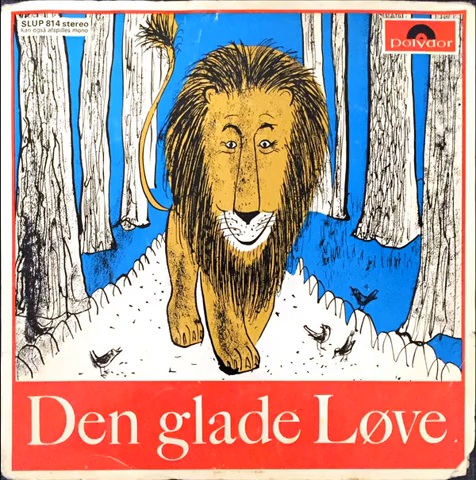 SLUP 814 stereo
kan også afspilles mono
polydor
Den glade Løve